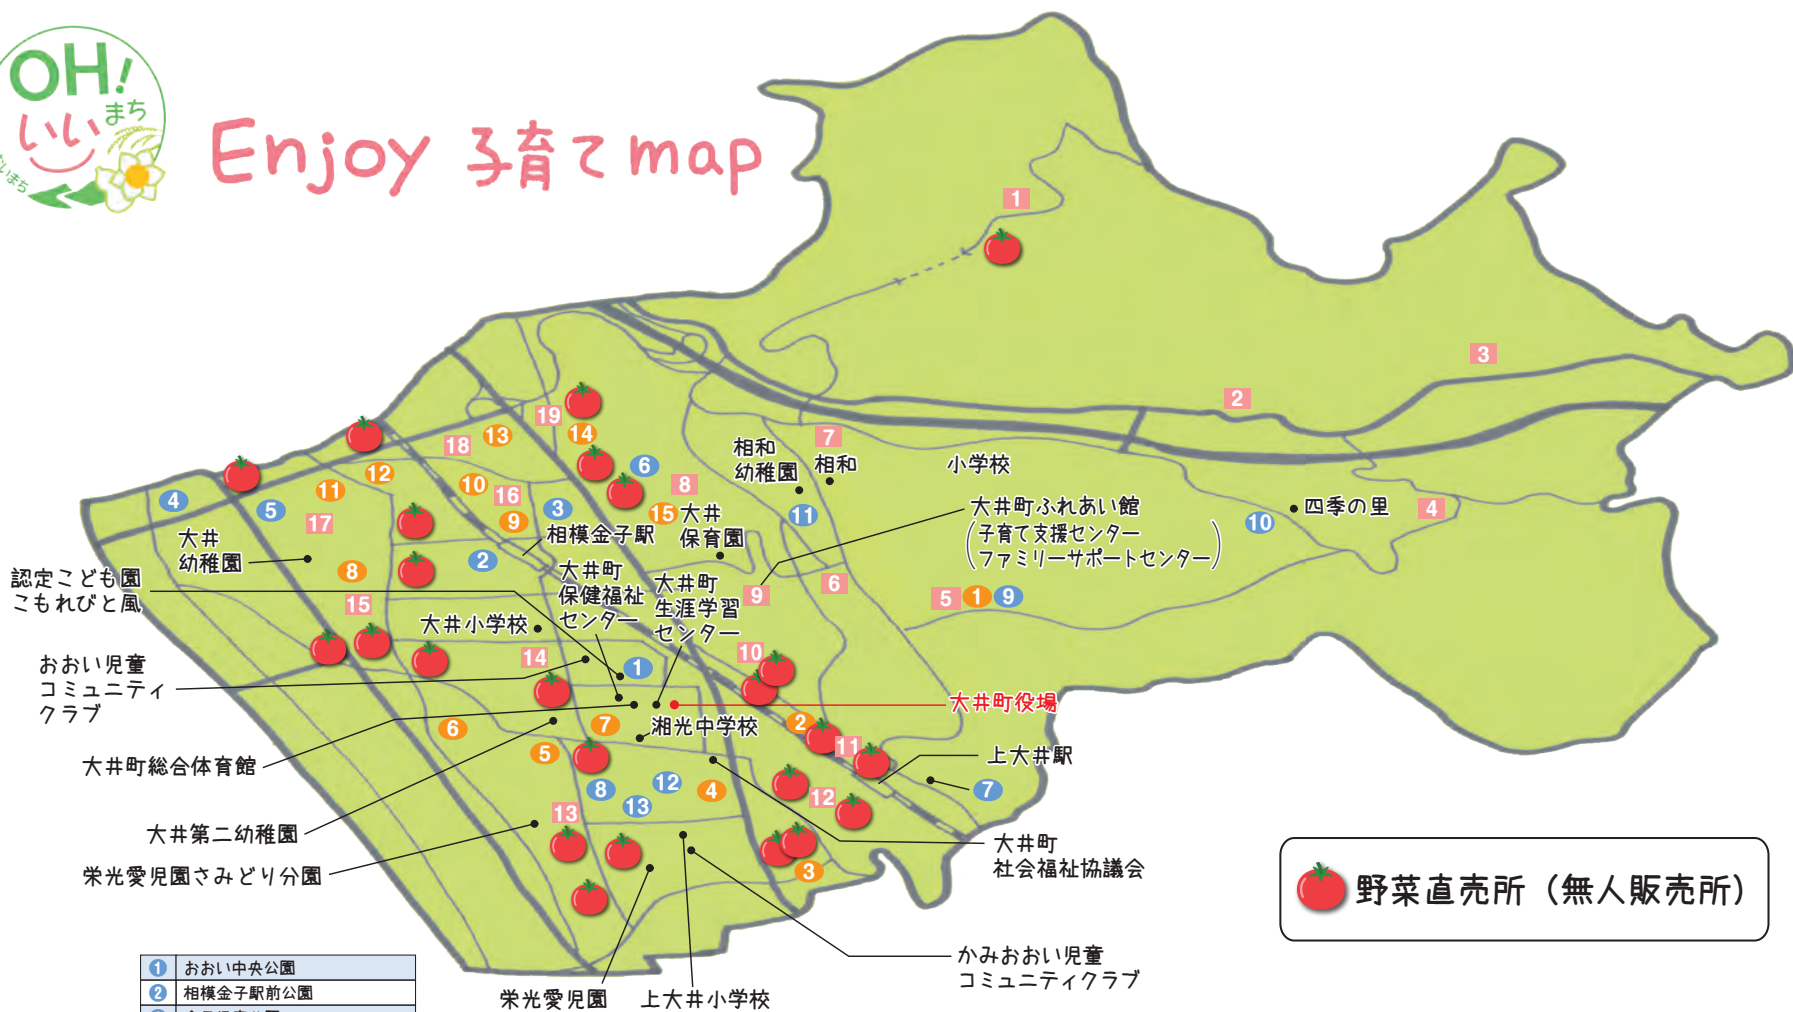 OH!
いい
まち
Enjoy 子育てmap
1
3
2
19
7
18
13
14
相和
幼稚園
相和
小学校
12
6
11
10
16
8
4
5
17
9
3
15
大井
保育園
11
大井町ふれあい館
(子育て支援センター
ファミリーサポートセンター)
10
四季の里
4
相模金子駅
大井
幼稚園
2
8
認定こども園
こもれびと風
15
大井町
保健福祉
センター
大井町
生涯学習
センター
9
6
5
1
9
大井小学校
14
1
10
おおい児童
コミュニティ
クラブ
大井町役場
6
7
湘光中学校
2
11
5
大井町総合体育館
上大井駅
8
12
13
4
12
7
13
大井第二幼稚園
栄光愛児園さみどり分園
3
大井町
社会福祉協議会
野菜直売所（無人販売所）
かみおおい児童
コミュニティクラブ
栄光愛児園
上大井小学校
1 おおい中央公園
2 相模金子駅前公園